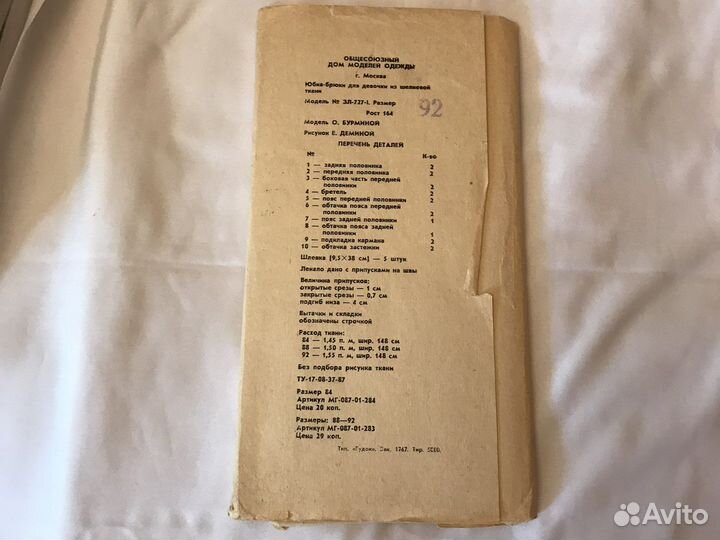 ОБЩЕСОЮЗНЫЙ
ДОМ МОДЕЛЕЙ ОДЕЖДЫ
г. Москва
Юбка-брюки для девочки из шелковой
ткани
Модель № ЗЛ-727-I. Размер 92
Рост 164
Модель О. БУРМИНОЙ
Рисунок Е. ДЕМИНОЙ
ПЕРЕЧЕНЬ ДЕТАЛЕЙ
№ К-во
1 — задняя половинка 2
2 — передняя половинка 2
3 — боковая часть передней
половинки 2
4 — бретель 2
5 — пояс передней половинки 2
6 — обтачка пояса передней
половинки 2
7 — пояс задней половинки 1
8 — обтачка пояса задней
половинки 1
9 — подкладка кармана 2
10 — обтачка застежки 2
Шлевка [9,5×38 см] — 5 штук
Лекало дано с припусками на швы
Величина припусков:
открытые срезы — 1 см
закрытые срезы — 0,7 см
подгиб низа — 4 см
Вытачки и складки
обозначены строчкой
Расход ткани:
84 — 1,45 п. м, шир. 148 см
88 — 1,50 п. м, шир. 148 см
92 — 1,55 п. м, шир. 148 см
Без подбора рисунка ткани
ТУ-17-08-37-87
Размер 84
Артикул МГ-087-01-284
Цена 20 коп.
Размеры: 88—92
Артикул МГ-087-01-283
Цена 29 коп.
Тип. «Гудок». Зак. 1747. Тир. 5000.
Avito